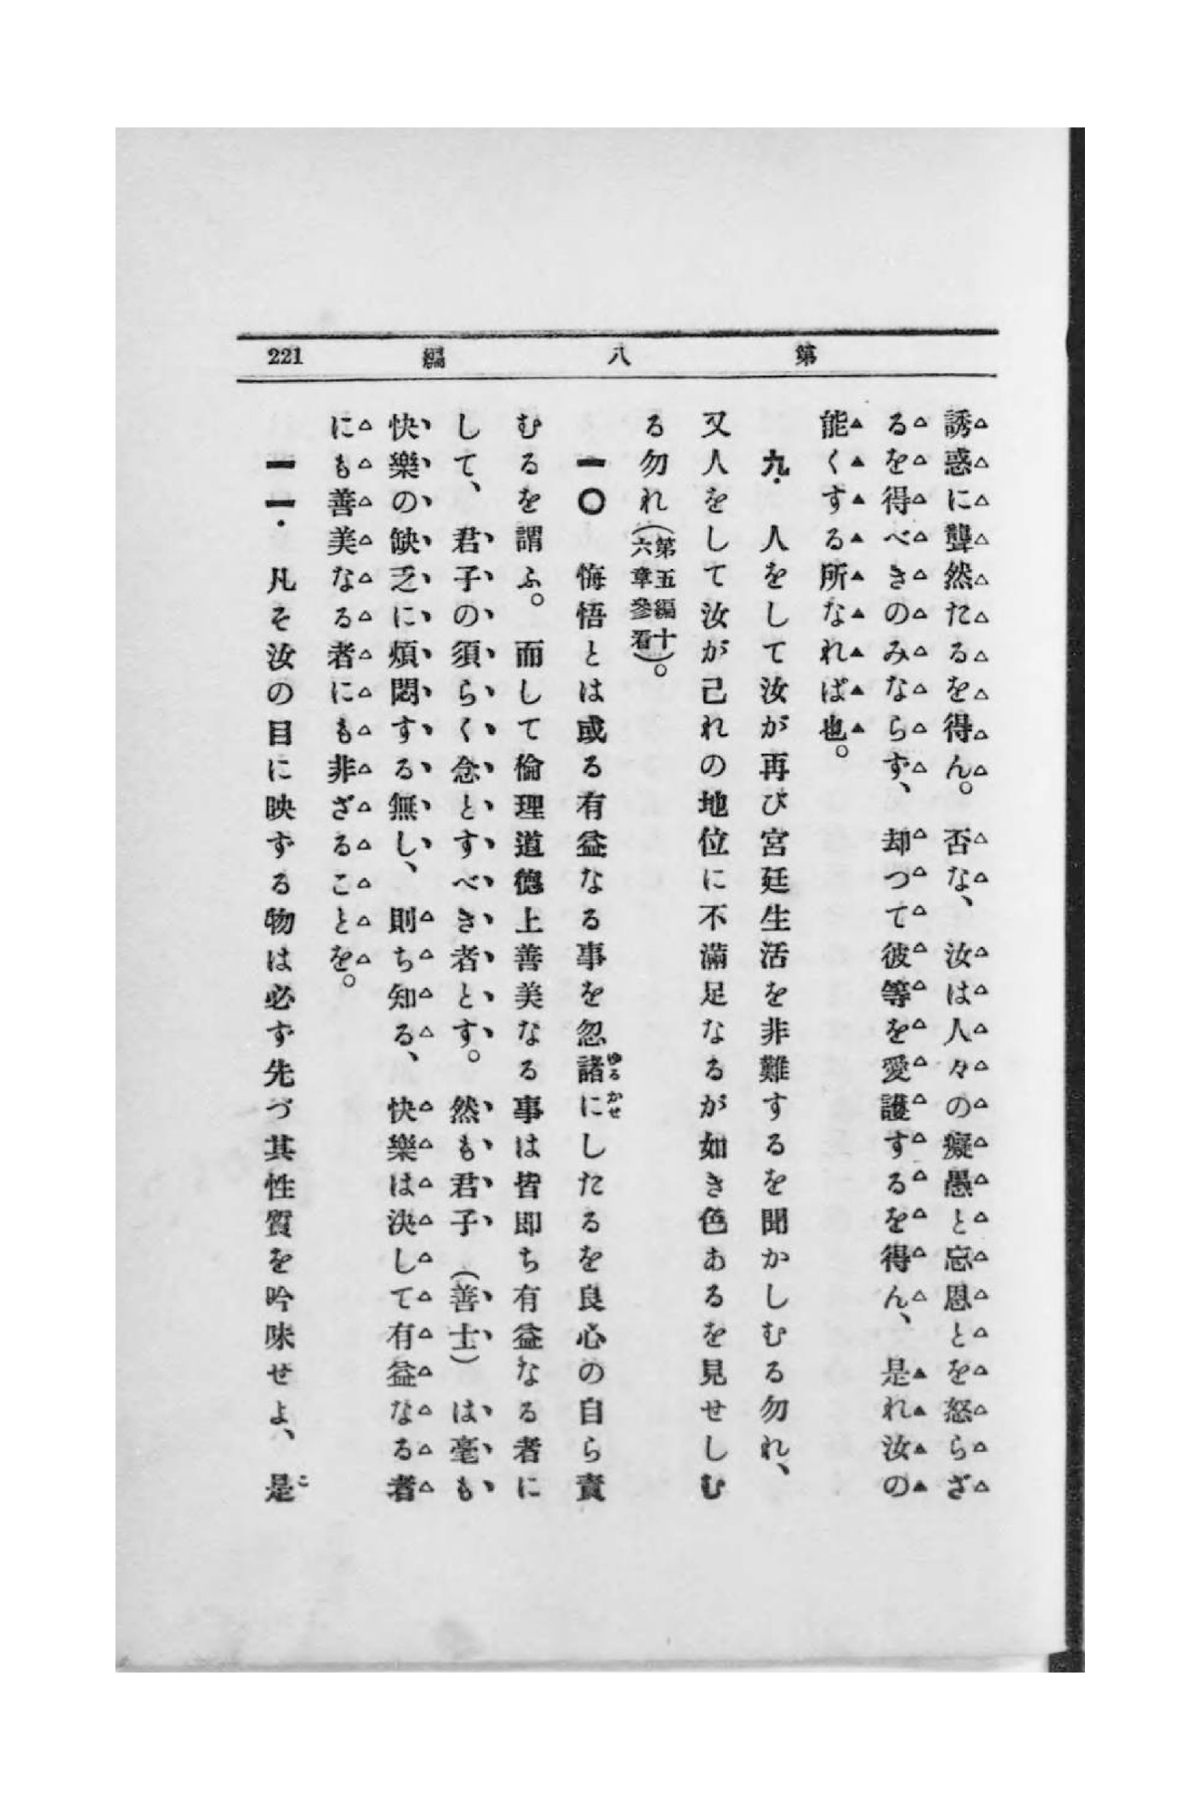 第八編 221
誘惑に聾然たるを得ん。否な、汝は人々の癡愚と忘恩とを怒らざ
るを得べきのみならず、却つて彼等を愛護するを得ん、是れ汝の
能くする所なれば也。
九.人をして汝が再び宮廷生活を非難するを聞かしむる勿れ、
又人をして汝が己れの地位に不滿足なるが如き色あるを見せしむ
る勿れ(第五編十六章參看)。
一〇 悔悟とは或る有益なる事を忽諸にしたるを良心の自ら責
むるを謂ふ。而して倫理道德上善美なる事は皆即ち有益なる者に
して、君子の須らく念とすべき者とす。然も君子(善士)は毫も
快樂の缺乏に煩悶する無し、則ち知る、快樂は決して有益なる者
にも善美なる者にも非ざることを。
一一.凡そ汝の目に映ずる物は必ず先づ其性質を吟味せよ、是